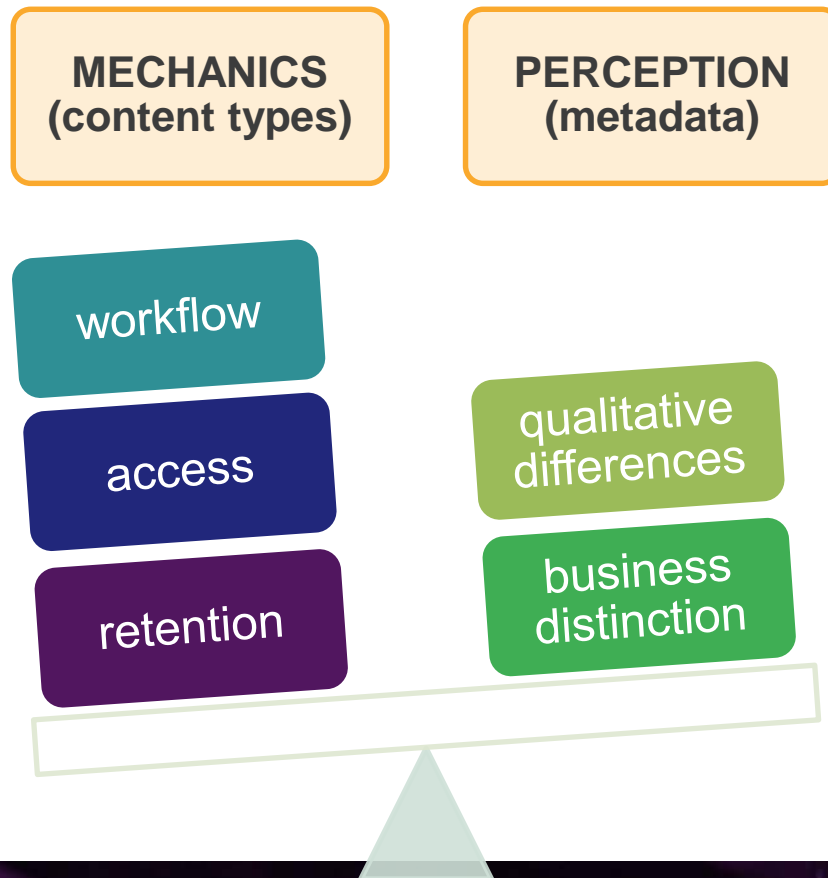 MECHANICS
(content types)
PERCEPTION
(metadata)
workflow
access
retention
qualitative
differences
business
distinction